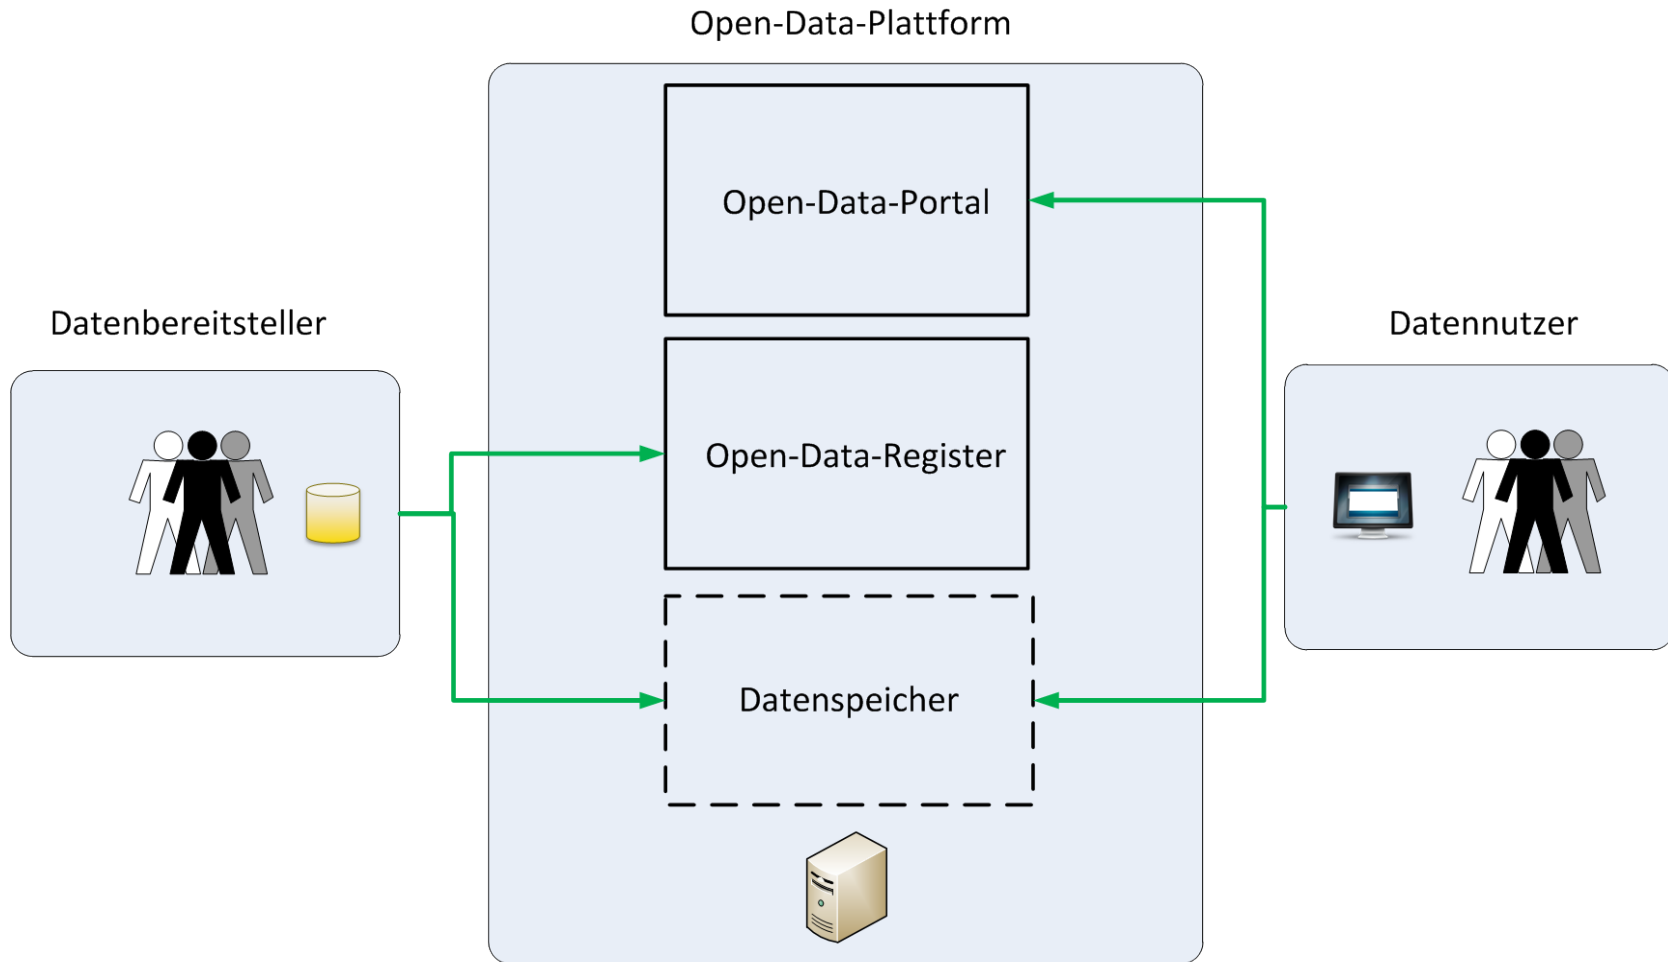 Open-Data-Plattform
Open-Data-Portal
Datenbereitsteller
Datennutzer
Open-Data-Register
Datenspeicher